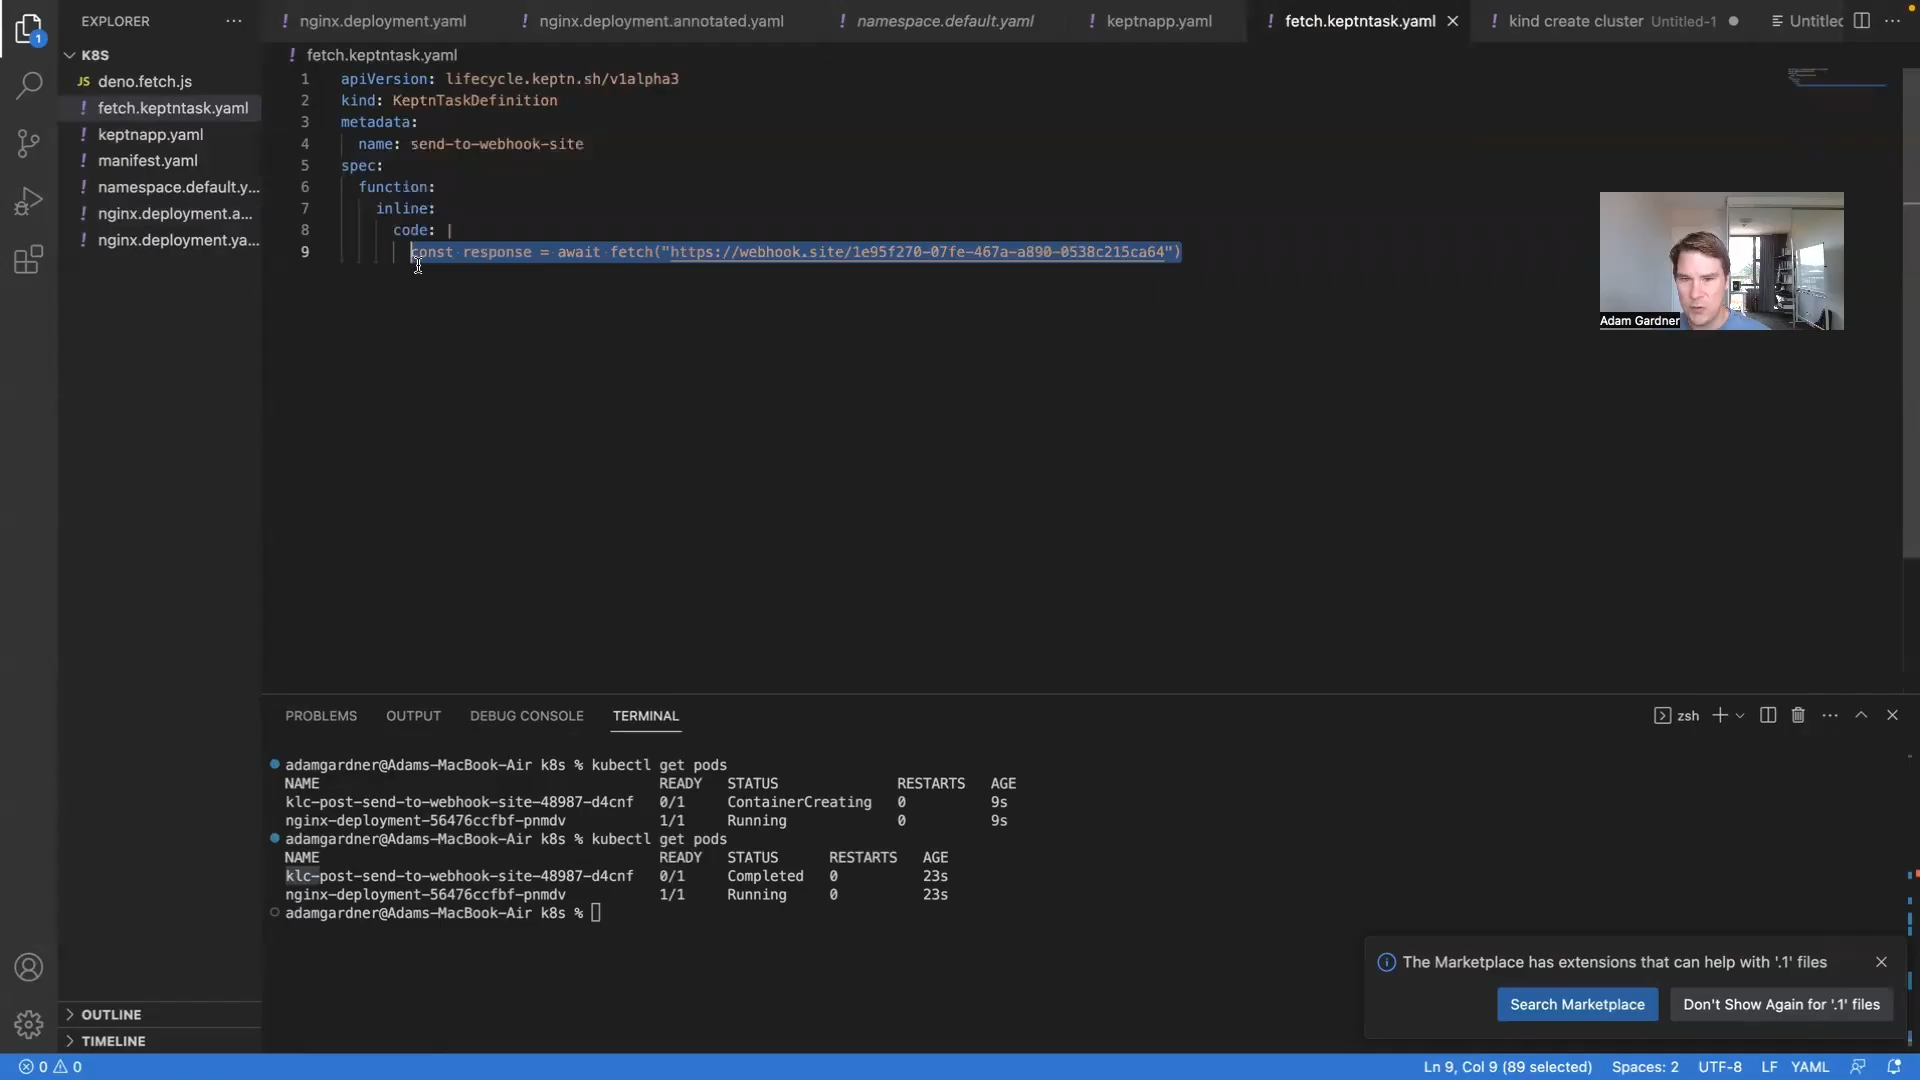 EXPLORER
nginx.deployment.yaml
nginx.deployment.annotated.yaml
namespace.default.yaml
keptnapp.yaml
fetch.keptntask.yaml
kind create cluster Untitled-1
Untitled
1
K8S
JS deno.fetch.js
! fetch.keptntask.yaml
! keptnapp.yaml
! manifest.yaml
! namespace.default.y...
! nginx.deployment.a...
! nginx.deployment.ya...
! fetch.keptntask.yaml
1 apiVersion: lifecycle.keptn.sh/v1alpha3
2 kind: KeptnTaskDefinition
3 metadata:
4 name: send-to-webhook-site
5 spec:
6 function:
7 inline:
8 code: |
9 const response = await fetch("https://webhook.site/1e95f270-07fe-467a-a890-0538c215ca64")
Adam Gardner
PROBLEMS OUTPUT DEBUG CONSOLE TERMINAL
zsh
adamgardner@Adams-MacBook-Air k8s % kubectl get pods
NAME READY STATUS RESTARTS AGE
klc-post-send-to-webhook-site-48987-d4cnf 0/1 ContainerCreating 0 9s
nginx-deployment-56476ccfbf-pnmdv 1/1 Running 0 9s
adamgardner@Adams-MacBook-Air k8s % kubectl get pods
NAME READY STATUS RESTARTS AGE
klc-post-send-to-webhook-site-48987-d4cnf 0/1 Completed 0 23s
nginx-deployment-56476ccfbf-pnmdv 1/1 Running 0 23s
adamgardner@Adams-MacBook-Air k8s %
The Marketplace has extensions that can help with '.1' files
Search Marketplace
Don't Show Again for '.1' files
OUTLINE
TIMELINE
0 0
Ln 9, Col 9 (89 selected) Spaces: 2 UTF-8 LF YAML